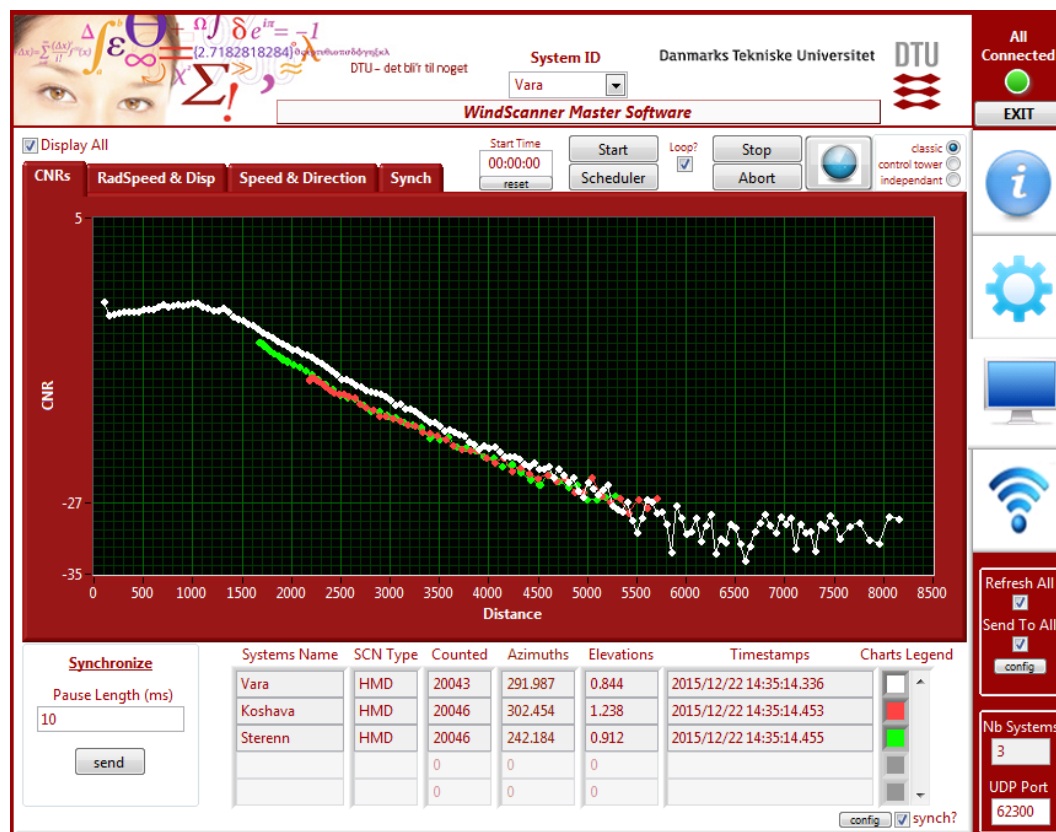 DTU - det bli'r til noget
{2.7182818284}
System ID
Vara
Danmarks Tekniske Universitet
DTU
WindScanner Master Software
All
Connected
EXIT
Display All
Start Time
00:00:00
reset
Start
Scheduler
Loop?
Stop
Abort
classic
control tower
independant
CNRs
RadSpeed & Disp
Speed & Direction
Synch
5
-27
-35
CNR
0 500 1000 1500 2000 2500 3000 3500 4000 4500 5000 5500 6000 6500 7000 7500 8000 8500
Distance
Refresh All
Send To All
config
Synchronize
Pause Length (ms)
10
send
Systems Name SCN Type Counted Azimuths Elevations Timestamps Charts Legend
Vara HMD 20043 291.987 0.844 2015/12/22 14:35:14.336
Koshava HMD 20046 302.454 1.238 2015/12/22 14:35:14.453
Sterenn HMD 20046 242.184 0.912 2015/12/22 14:35:14.455
0 0 0
0 0 0
config synch?
Nb Systems
3
UDP Port
62300